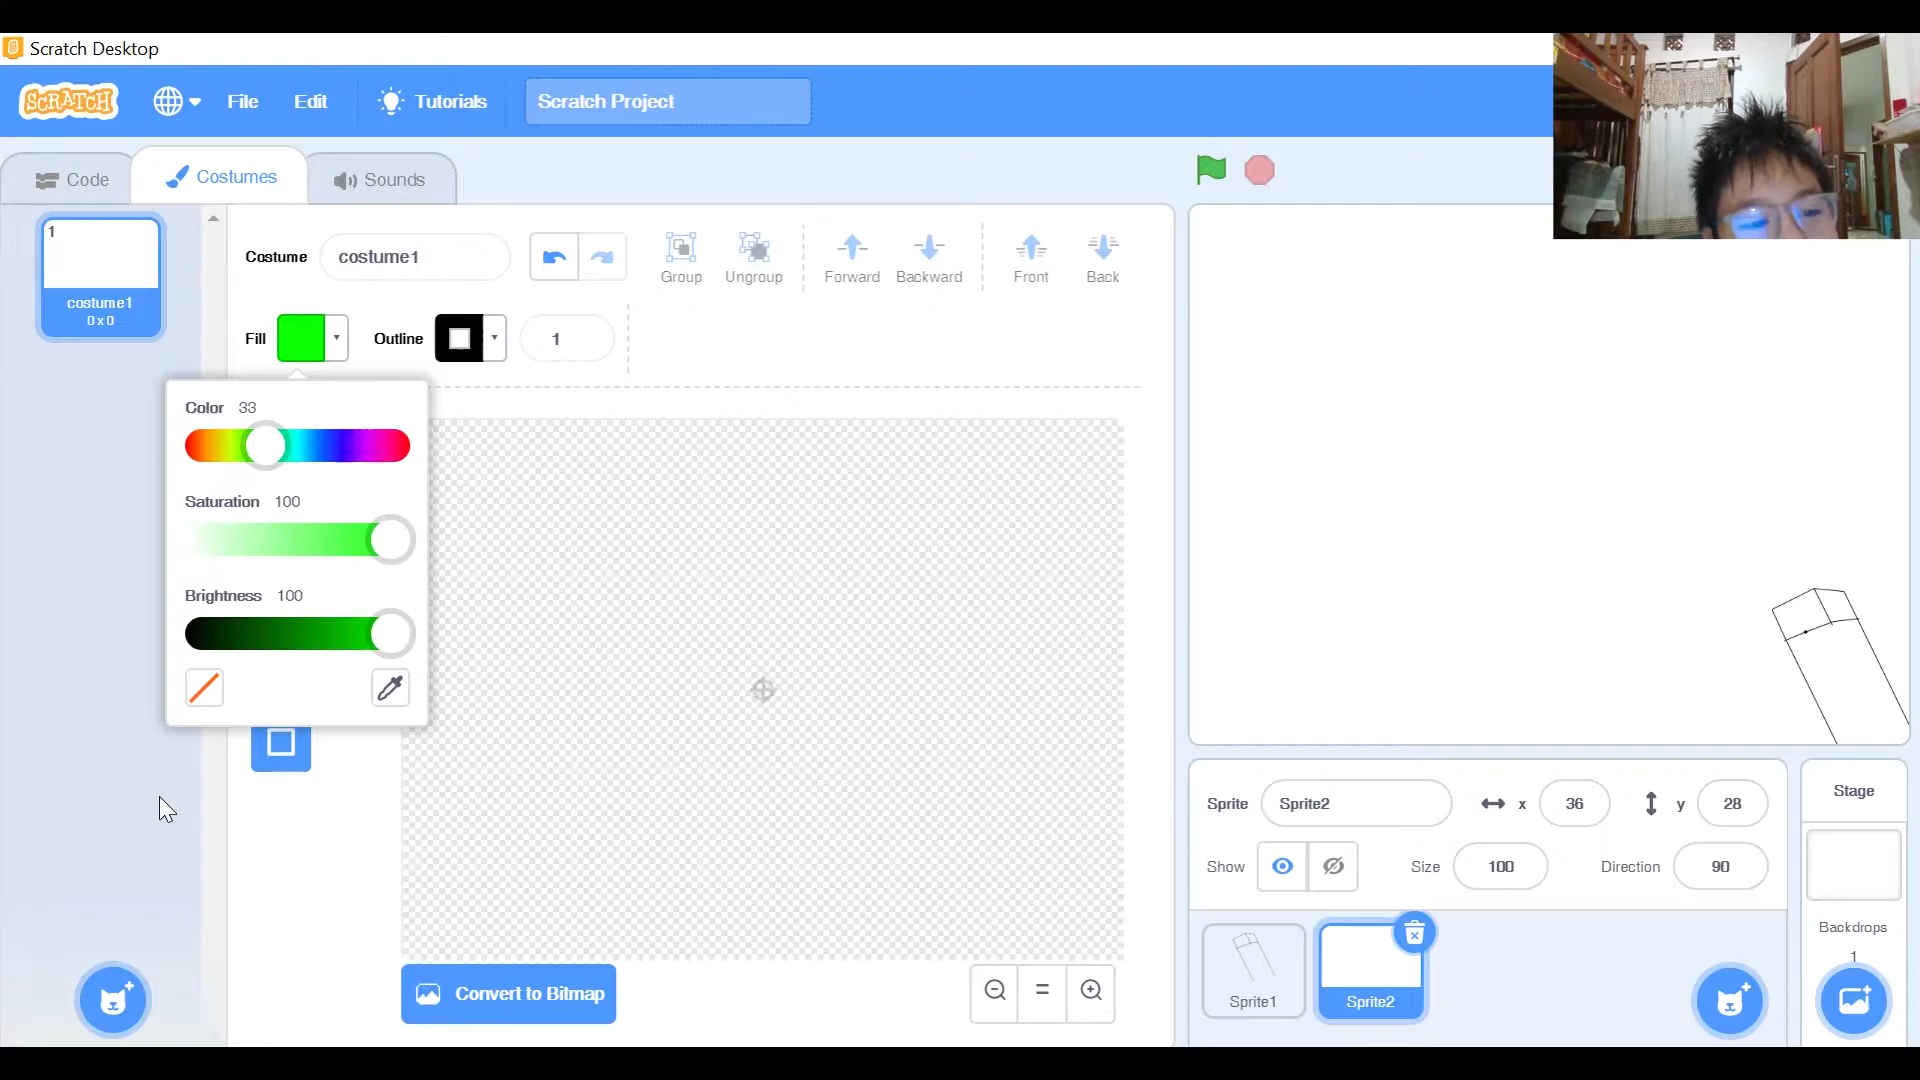 Scratch Desktop
SCRATCH
File
Edit
Tutorials
Scratch Project
Code
Costumes
Sounds
1
costume1
0 x 0
Costume
costume1
Group
Ungroup
Forward
Backward
Front
Back
Fill
Outline
1
Color 33
Saturation 100
Brightness 100
Convert to Bitmap
Sprite
Sprite2
x
36
y
28
Show
Size
100
Direction
90
Sprite1
Sprite2
Stage
Backdrops
1